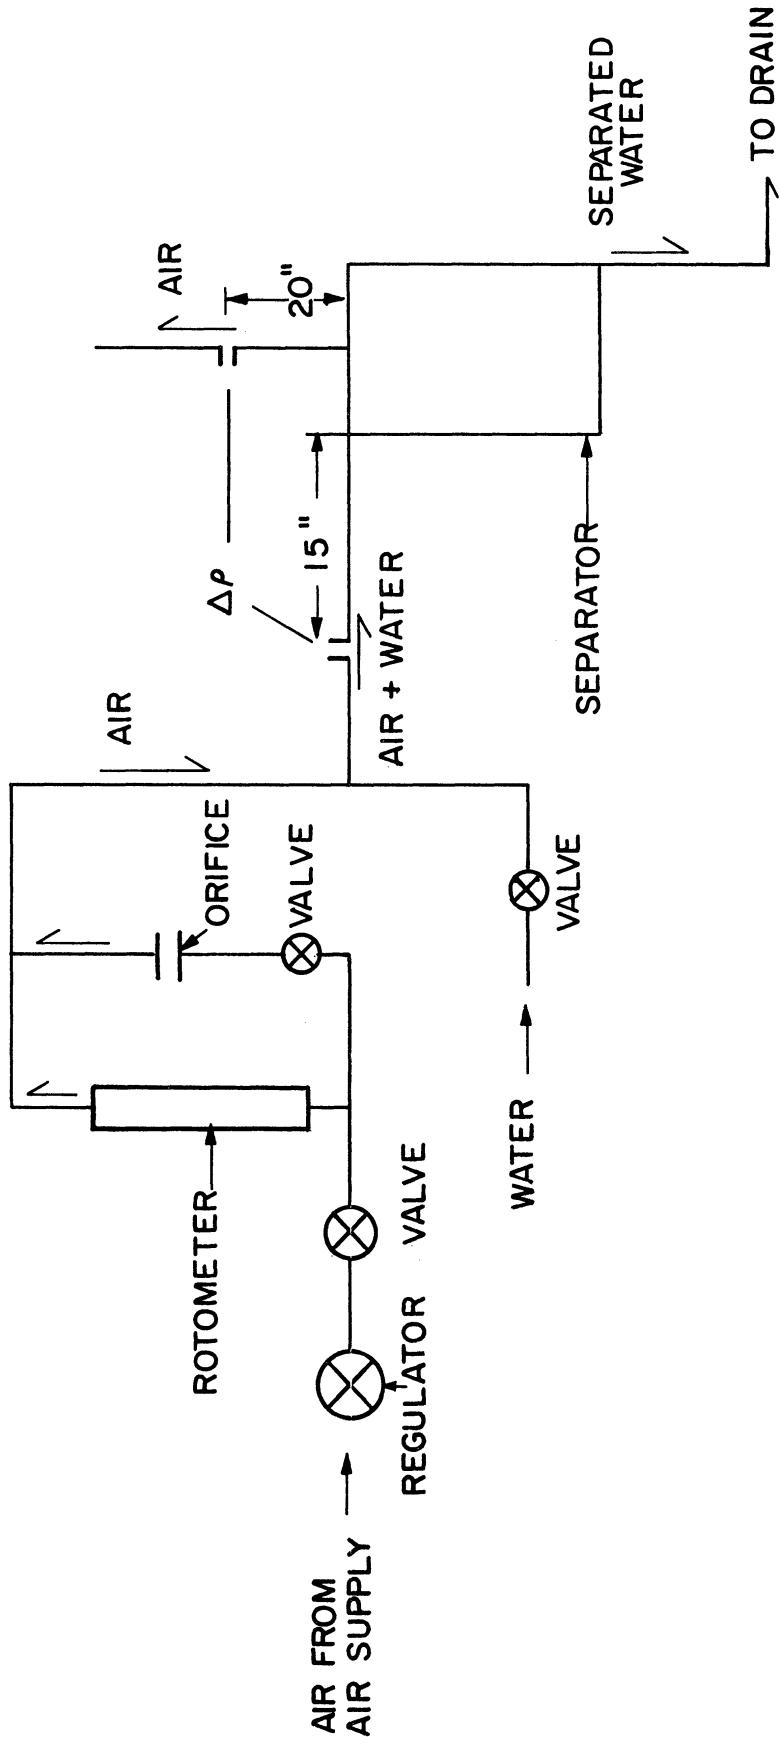 AIR FROM
AIR SUPPLY
REGULATOR
VALVE
ROTOMETER
ORIFICE
VALVE
AIR
WATER
VALVE
AIR + WATER
ΔP
15"
20"
AIR
SEPARATOR
SEPARATED
WATER
TO DRAIN